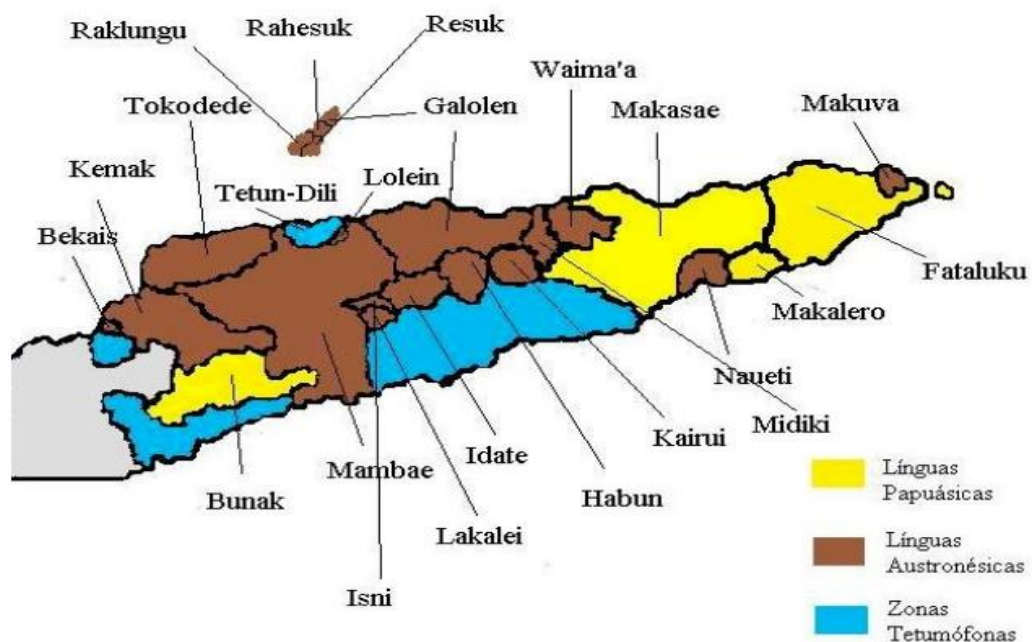 Raklungu
Rahesuk
Resuk
Waima'a
Tokodede
Galolen
Makasae
Makuva
Kemak
Tetun-Dili
Lolein
Bekais
Fataluku
Makalero
Naueti
Midiki
Kairui
Idate
Habun
Mambae
Bunak
Lakalei
Isni
Línguas
Papuásicas
Línguas
Austronésicas
Zonas
Tetumófonas